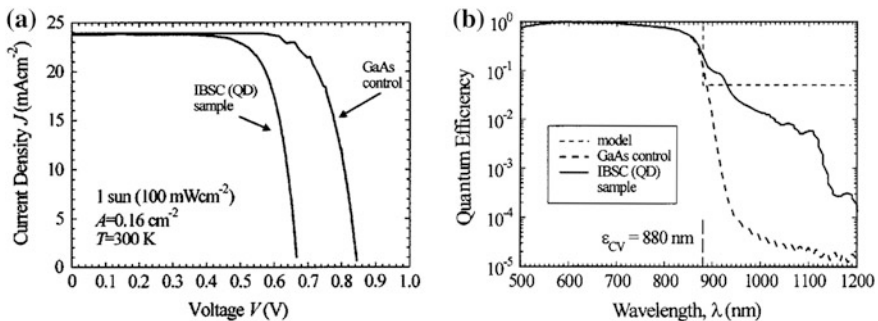 (a)
Current Density J (mAcm-2)
25
20
15
10
5
0
IBSC (QD)
sample
GaAs
control
1 sun (100 mWcm-2)
A=0.16 cm-2
T=300 K
0 0.1 0.2 0.3 0.4 0.5 0.6 0.7 0.8 0.9 1.0
Voltage V (V)
(b)
Quantum Efficiency
10^0
10^-1
10^-2
10^-3
10^-4
10^-5
model
GaAs control
IBSC (QD)
sample
εCV = 880 nm
500 600 700 800 900 1000 1100 1200
Wavelength, λ (nm)